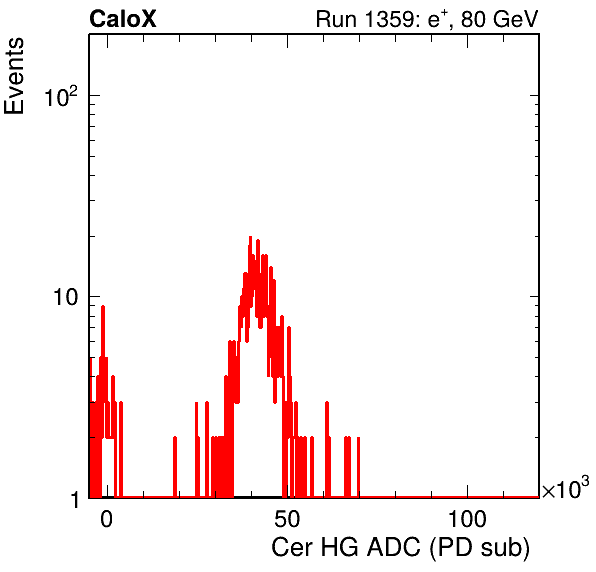 CaloX Run 1359: e⁺, 80 GeV
Events
10²
10
1
0 50 100 ×10³
Cer HG ADC (PD sub)